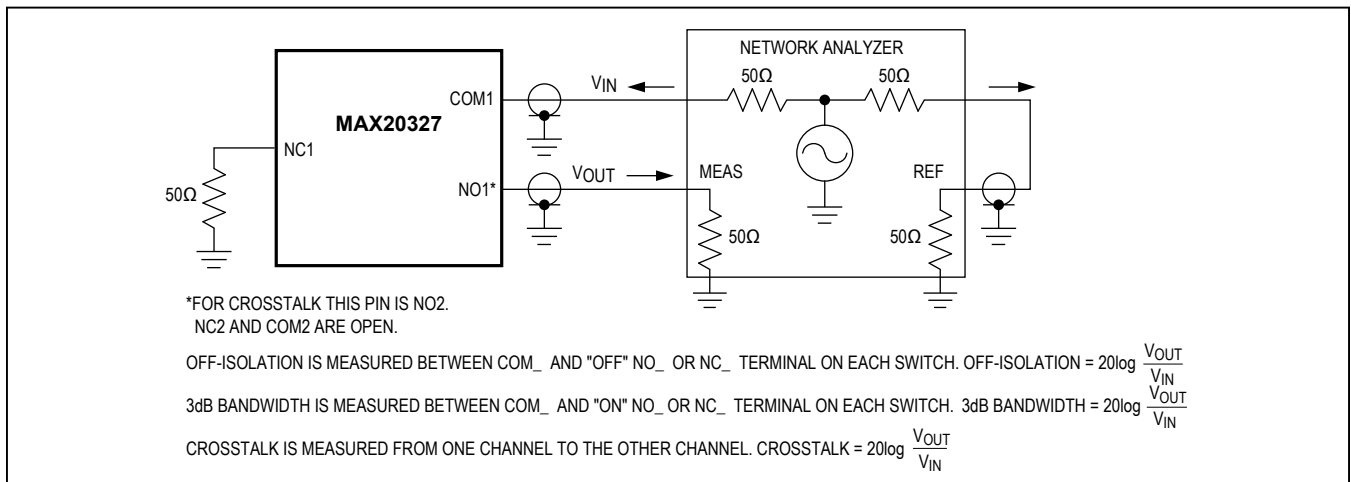 NETWORK ANALYZER
50Ω 50Ω
VIN
COM1
MAX20327
NC1
NO1*
VOUT
MEAS
REF
50Ω
50Ω
50Ω
*FOR CROSSTALK THIS PIN IS NO2.
NC2 AND COM2 ARE OPEN.
OFF-ISOLATION IS MEASURED BETWEEN COM_ AND "OFF" NO_ OR NC_ TERMINAL ON EACH SWITCH. OFF-ISOLATION = 20log VOUT/VIN
3dB BANDWIDTH IS MEASURED BETWEEN COM_ AND "ON" NO_ OR NC_ TERMINAL ON EACH SWITCH. 3dB BANDWIDTH = 20log VOUT/VIN
CROSSTALK IS MEASURED FROM ONE CHANNEL TO THE OTHER CHANNEL. CROSSTALK = 20log VOUT/VIN